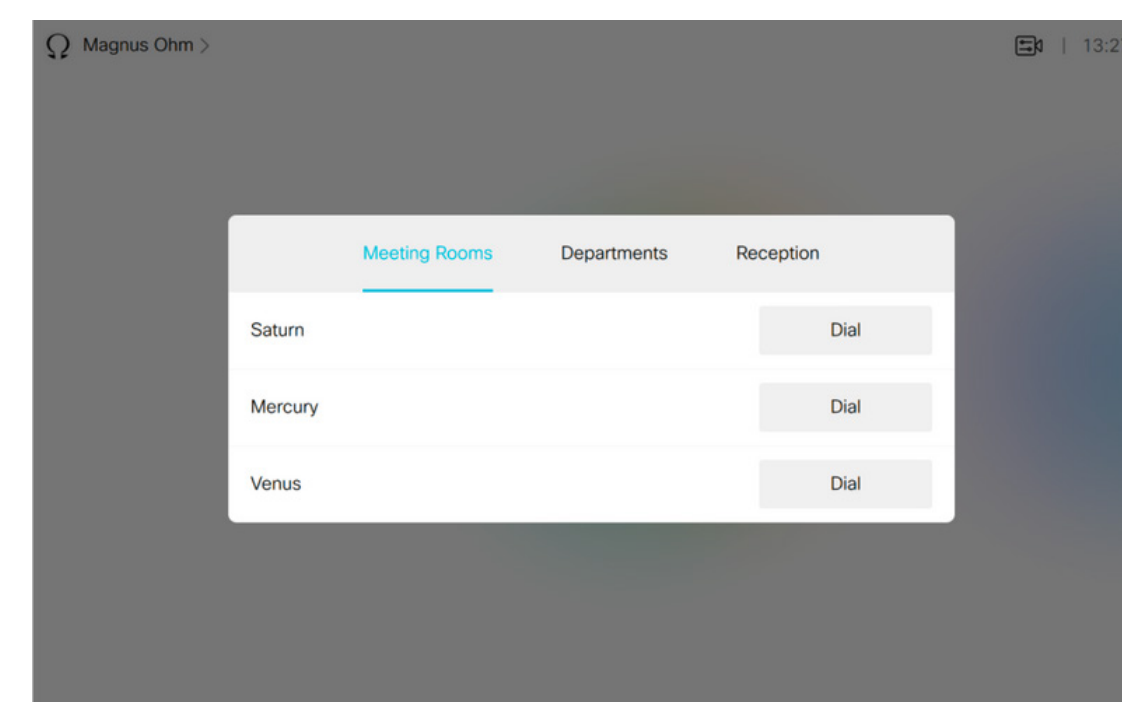 Magnus Ohm
Meeting Rooms Departments Reception
Saturn Dial
Mercury Dial
Venus Dial